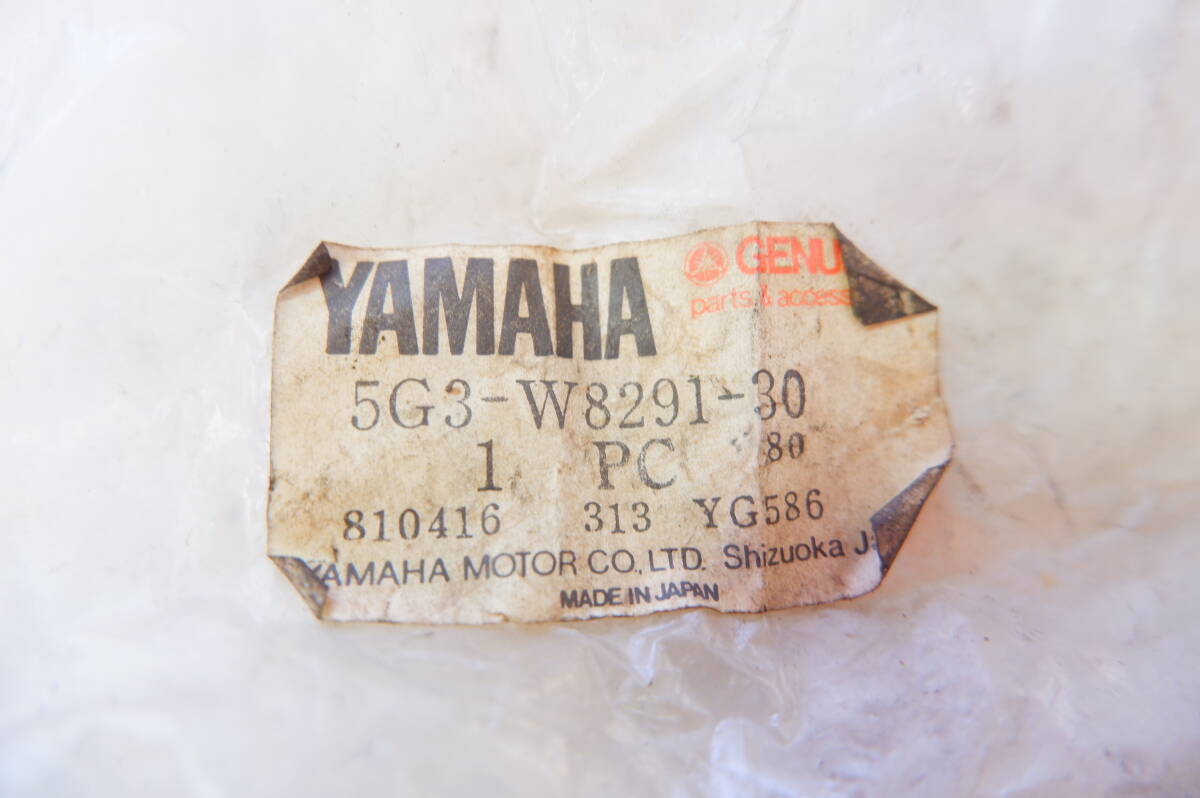 YAMAHA GENU
parts & access
5G3-W8291-30
1 PC 80
810416 313 YG586
YAMAHA MOTOR CO., LTD. Shizuoka Ja
MADE IN JAPAN